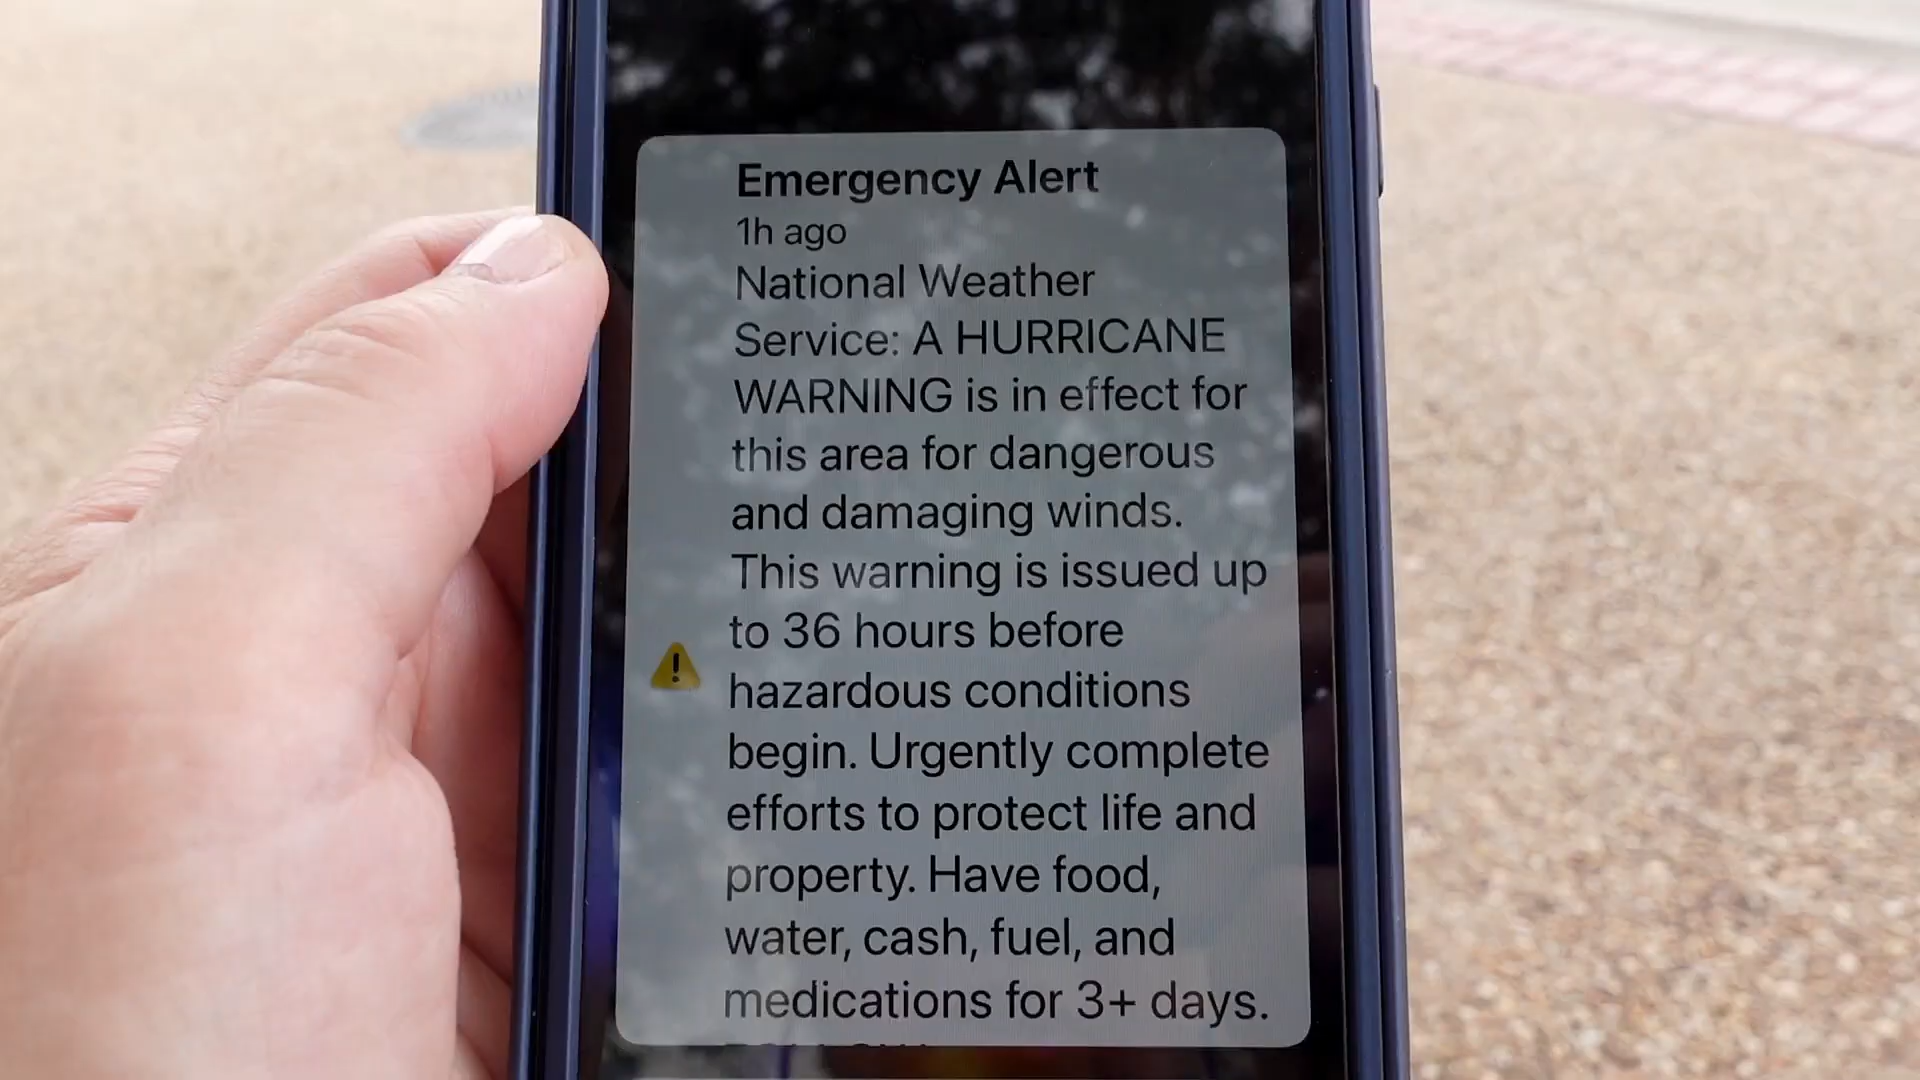 Emergency Alert
1h ago
National Weather
Service: A HURRICANE
WARNING is in effect for
this area for dangerous
and damaging winds.
This warning is issued up
to 36 hours before
hazardous conditions
begin. Urgently complete
efforts to protect life and
property. Have food,
water, cash, fuel, and
medications for 3+ days.